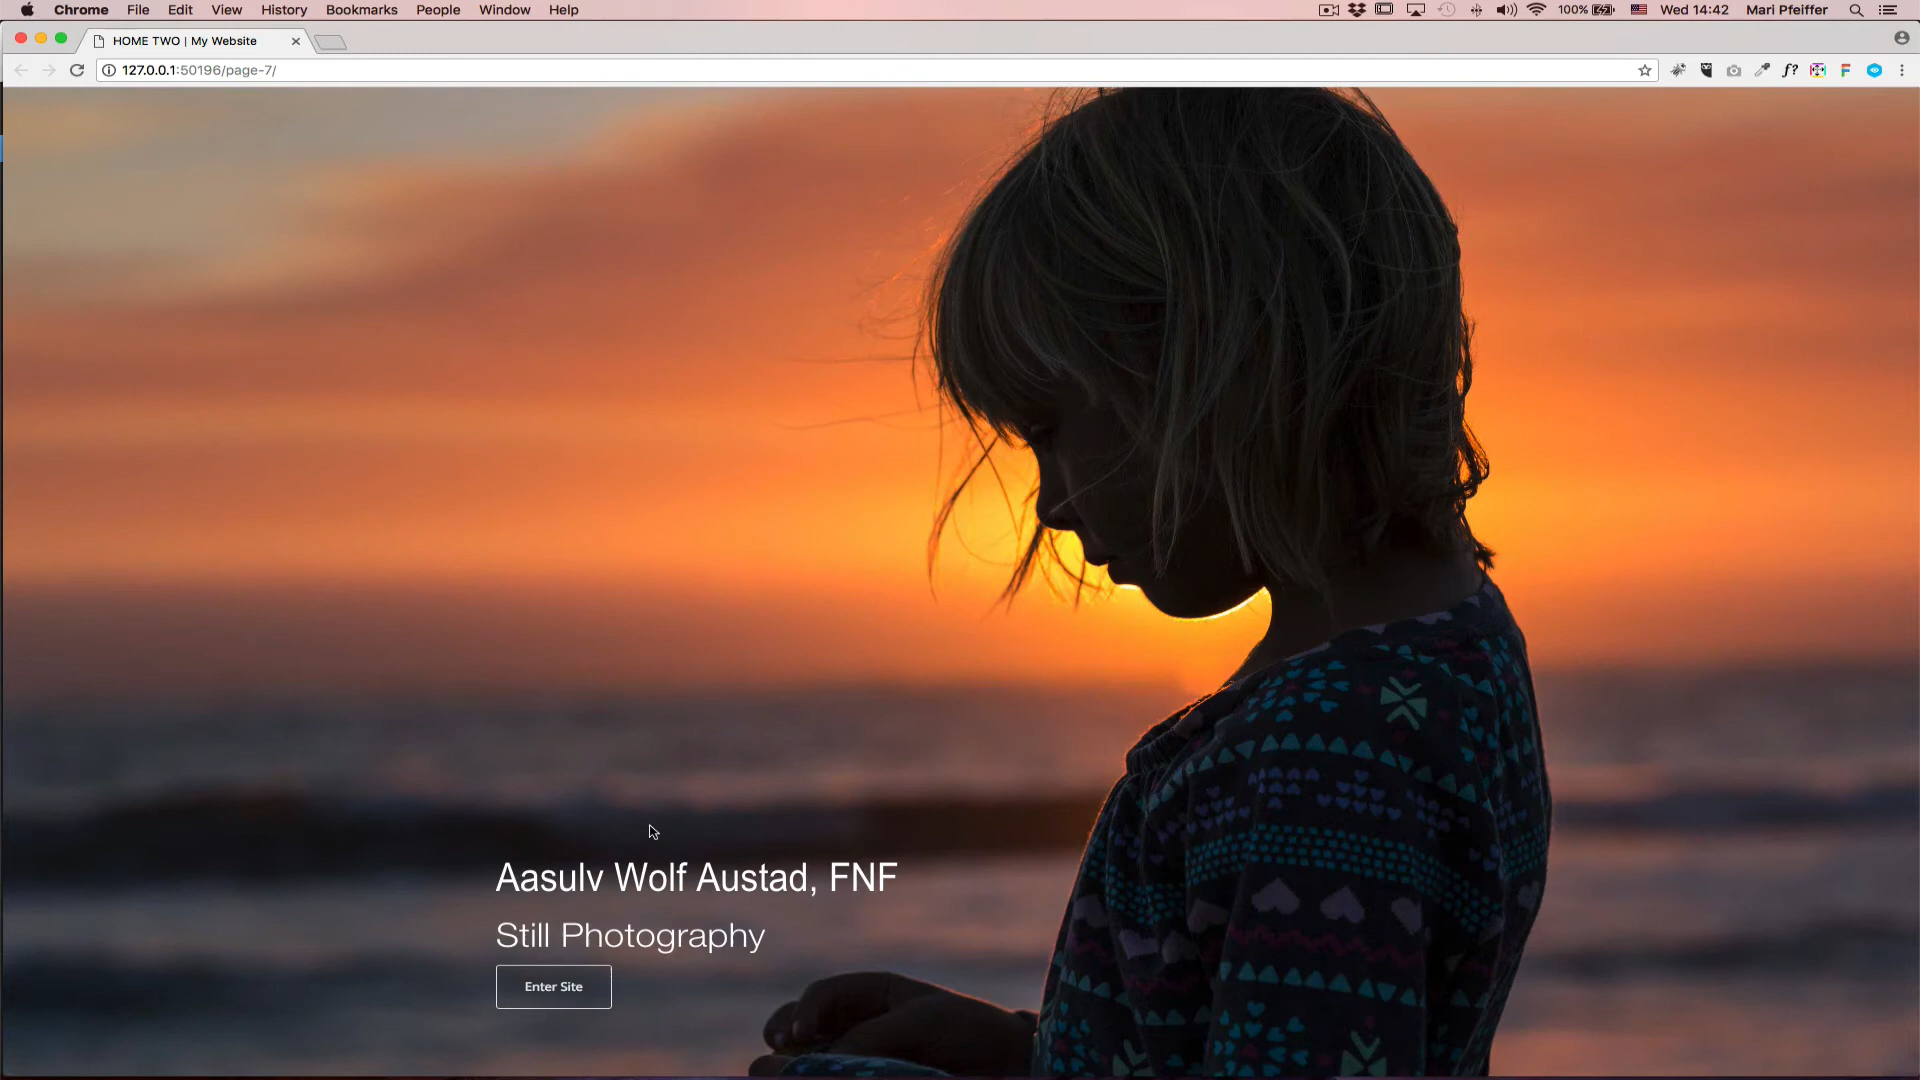 Chrome File Edit View History Bookmarks People Window Help 100% Wed 14:42 Mari Pfeiffer
HOME TWO | My Website
127.0.0.1:50196/page-7/
f?
F
Aasulv Wolf Austad, FNF
Still Photography
Enter Site